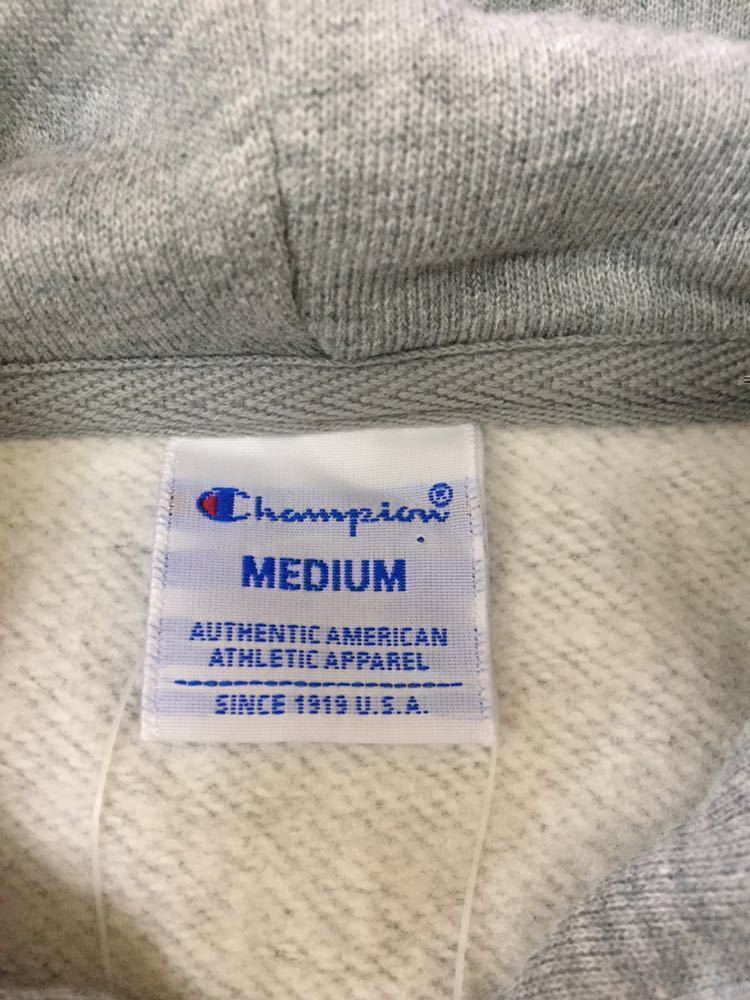 Champion®
MEDIUM
AUTHENTIC AMERICAN
ATHLETIC APPAREL
SINCE 1919 U.S.A.